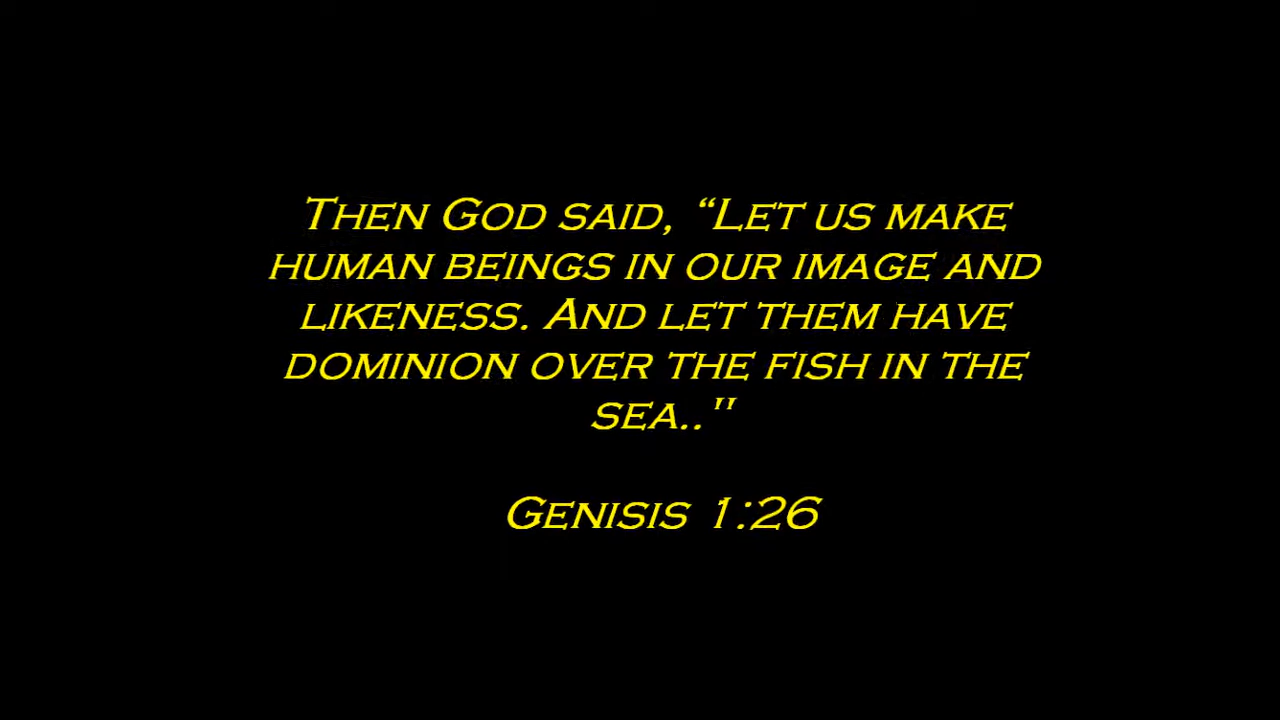 Then God said, “Let us make
human beings in our image and
likeness. And let them have
dominion over the fish in the
sea.."
Genisis 1:26